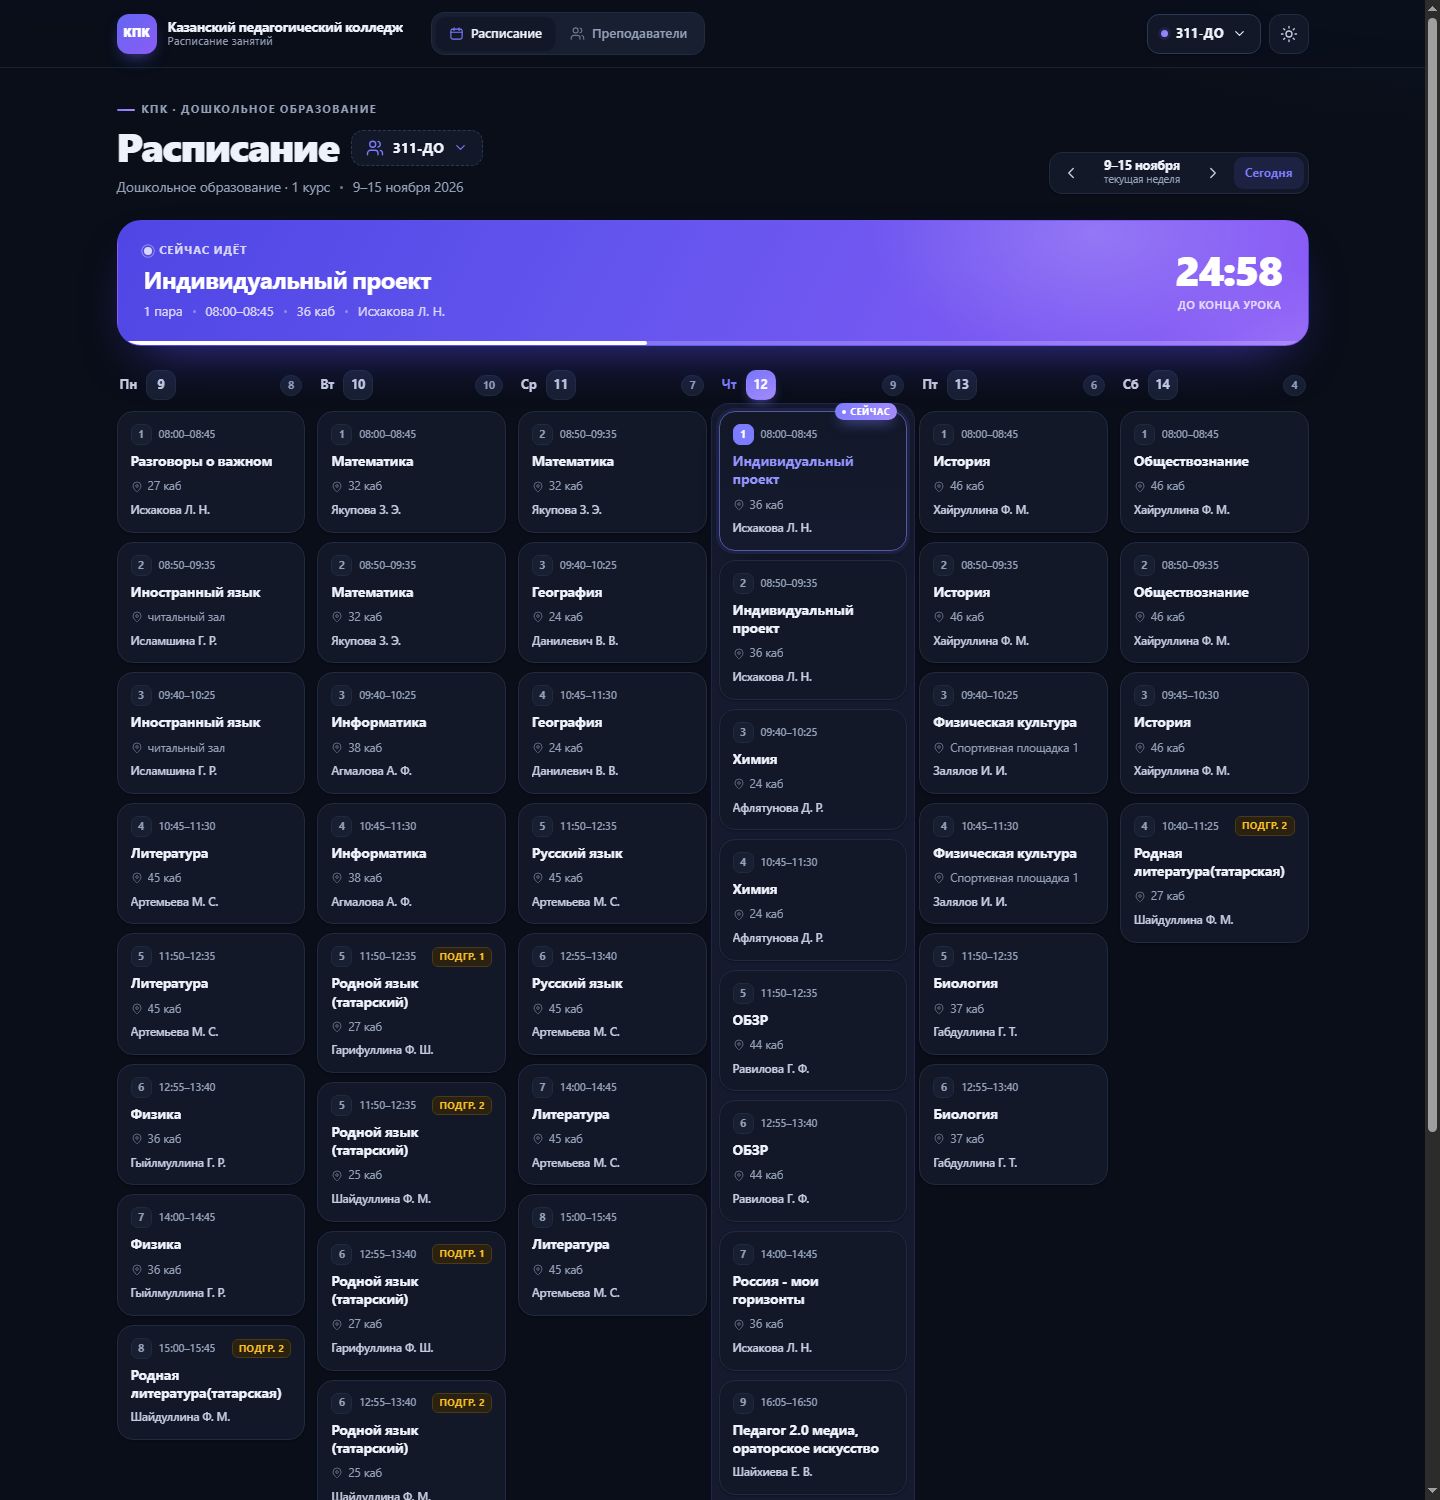 КПК
Казанский педагогический колледж
Расписание занятий
Расписание
Преподаватели
311-ДО
КПК · ДОШКОЛЬНОЕ ОБРАЗОВАНИЕ
Расписание
311-ДО
Дошкольное образование · 1 курс • 9–15 ноября 2026
9–15 ноября
текущая неделя
Сегодня
СЕЙЧАС ИДЁТ
Индивидуальный проект
1 пара • 08:00–08:45 • 36 каб • Исхакова Л. Н.
24:58
ДО КОНЦА УРОКА
Пн 9 8
1 08:00–08:45
Разговоры о важном
27 каб
Исхакова Л. Н.
2 08:50–09:35
Иностранный язык
читальный зал
Исламшина Г. Р.
3 09:40–10:25
Иностранный язык
читальный зал
Исламшина Г. Р.
4 10:45–11:30
Литература
45 каб
Артемьева М. С.
5 11:50–12:35
Литература
45 каб
Артемьева М. С.
6 12:55–13:40
Физика
36 каб
Гыйлмуллина Г. Р.
7 14:00–14:45
Физика
36 каб
Гыйлмуллина Г. Р.
8 15:00–15:45 ПОДГР. 2
Родная
литература(татарская)
Шайдуллина Ф. М.
Вт 10 10
1 08:00–08:45
Математика
32 каб
Якупова З. Э.
2 08:50–09:35
Математика
32 каб
Якупова З. Э.
3 09:40–10:25
Информатика
38 каб
Агмалова А. Ф.
4 10:45–11:30
Информатика
38 каб
Агмалова А. Ф.
5 11:50–12:35 ПОДГР. 1
Родной язык
(татарский)
27 каб
Гарифуллина Ф. Ш.
5 11:50–12:35 ПОДГР. 2
Родной язык
(татарский)
25 каб
Шайдуллина Ф. М.
6 12:55–13:40 ПОДГР. 1
Родной язык
(татарский)
27 каб
Гарифуллина Ф. Ш.
6 12:55–13:40 ПОДГР. 2
Родной язык
(татарский)
25 каб
Шайдуллина Ф. М.
Ср 11 7
2 08:50–09:35
Математика
32 каб
Якупова З. Э.
3 09:40–10:25
География
24 каб
Данилевич В. В.
4 10:45–11:30
География
24 каб
Данилевич В. В.
5 11:50–12:35
Русский язык
45 каб
Артемьева М. С.
6 12:55–13:40
Русский язык
45 каб
Артемьева М. С.
7 14:00–14:45
Литература
45 каб
Артемьева М. С.
8 15:00–15:45
Литература
45 каб
Артемьева М. С.
Чт 12 9
• СЕЙЧАС
1 08:00–08:45
Индивидуальный
проект
36 каб
Исхакова Л. Н.
2 08:50–09:35
Индивидуальный
проект
36 каб
Исхакова Л. Н.
3 09:40–10:25
Химия
24 каб
Афлятунова Д. Р.
4 10:45–11:30
Химия
24 каб
Афлятунова Д. Р.
5 11:50–12:35
ОБЗР
44 каб
Равилова Г. Ф.
6 12:55–13:40
ОБЗР
44 каб
Равилова Г. Ф.
7 14:00–14:45
Россия - мои
горизонты
36 каб
Исхакова Л. Н.
9 16:05–16:50
Педагог 2.0 медиа,
ораторское искусство
Шайхиева Е. В.
Пт 13 6
1 08:00–08:45
История
46 каб
Хайруллина Ф. М.
2 08:50–09:35
История
46 каб
Хайруллина Ф. М.
3 09:40–10:25
Физическая культура
Спортивная площадка 1
Залялов И. И.
4 10:45–11:30
Физическая культура
Спортивная площадка 1
Залялов И. И.
5 11:50–12:35
Биология
37 каб
Габдуллина Г. Т.
6 12:55–13:40
Биология
37 каб
Габдуллина Г. Т.
Сб 14 4
1 08:00–08:45
Обществознание
46 каб
Хайруллина Ф. М.
2 08:50–09:35
Обществознание
46 каб
Хайруллина Ф. М.
3 09:45–10:30
История
46 каб
Хайруллина Ф. М.
4 10:40–11:25 ПОДГР. 2
Родная
литература(татарская)
27 каб
Шайдуллина Ф. М.